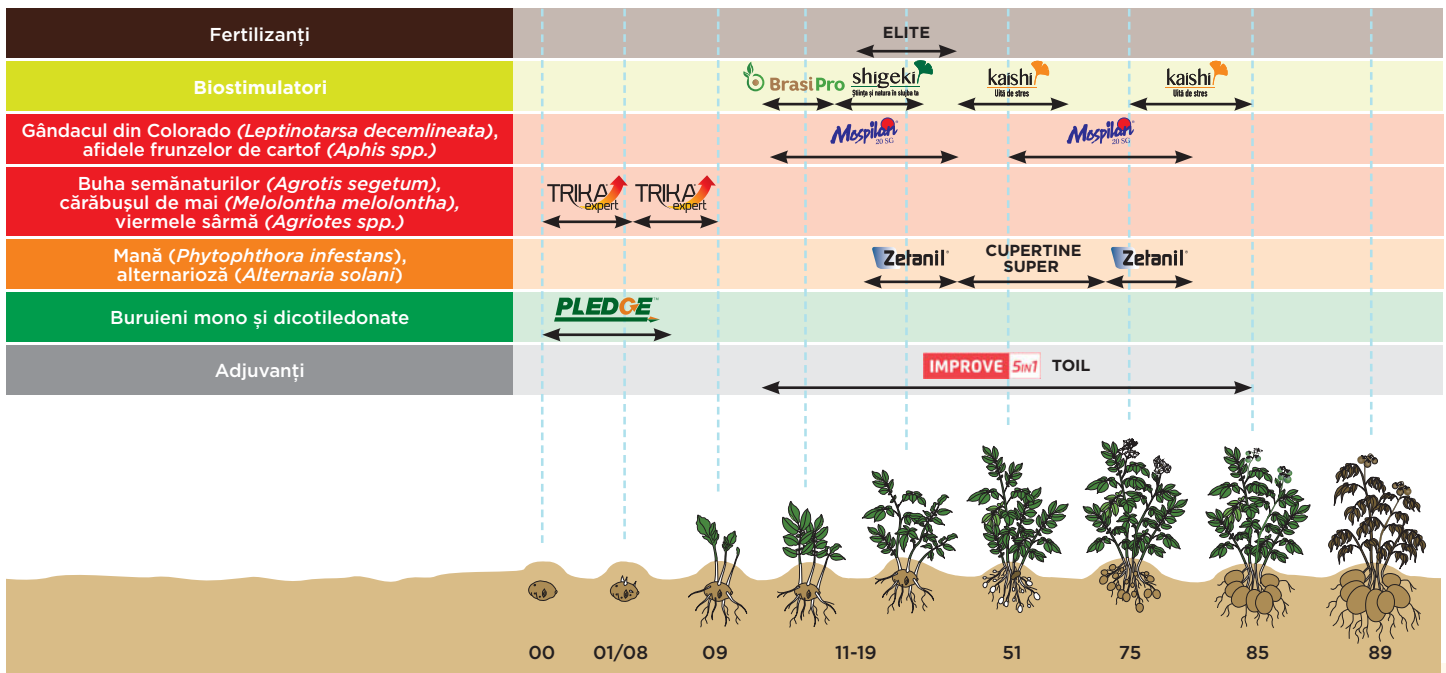 Fertilizanți
ELITE
Biostimulatori
BrasiPro
shigeki
Știința și natura în slujba ta
kaishi
Uită de stres
kaishi
Uită de stres
Gândacul din Colorado (Leptinotarsa decemlineata),
afidele frunzelor de cartof (Aphis spp.)
Mospilan®
20 SG
Mospilan®
20 SG
Buha semănaturilor (Agrotis segetum),
cărăbușul de mai (Melolontha melolontha),
viermele sârmă (Agriotes spp.)
TRIKA®
expert
TRIKA®
expert
Mană (Phytophthora infestans),
alternarioză (Alternaria solani)
Zetanil®
CUPERTINE
SUPER
Zetanil®
Buruieni mono și dicotiledonate
PLEDGE™
Adjuvanți
IMPROVE 5IN1 TOIL
00 01/08 09 11-19 51 75 85 89